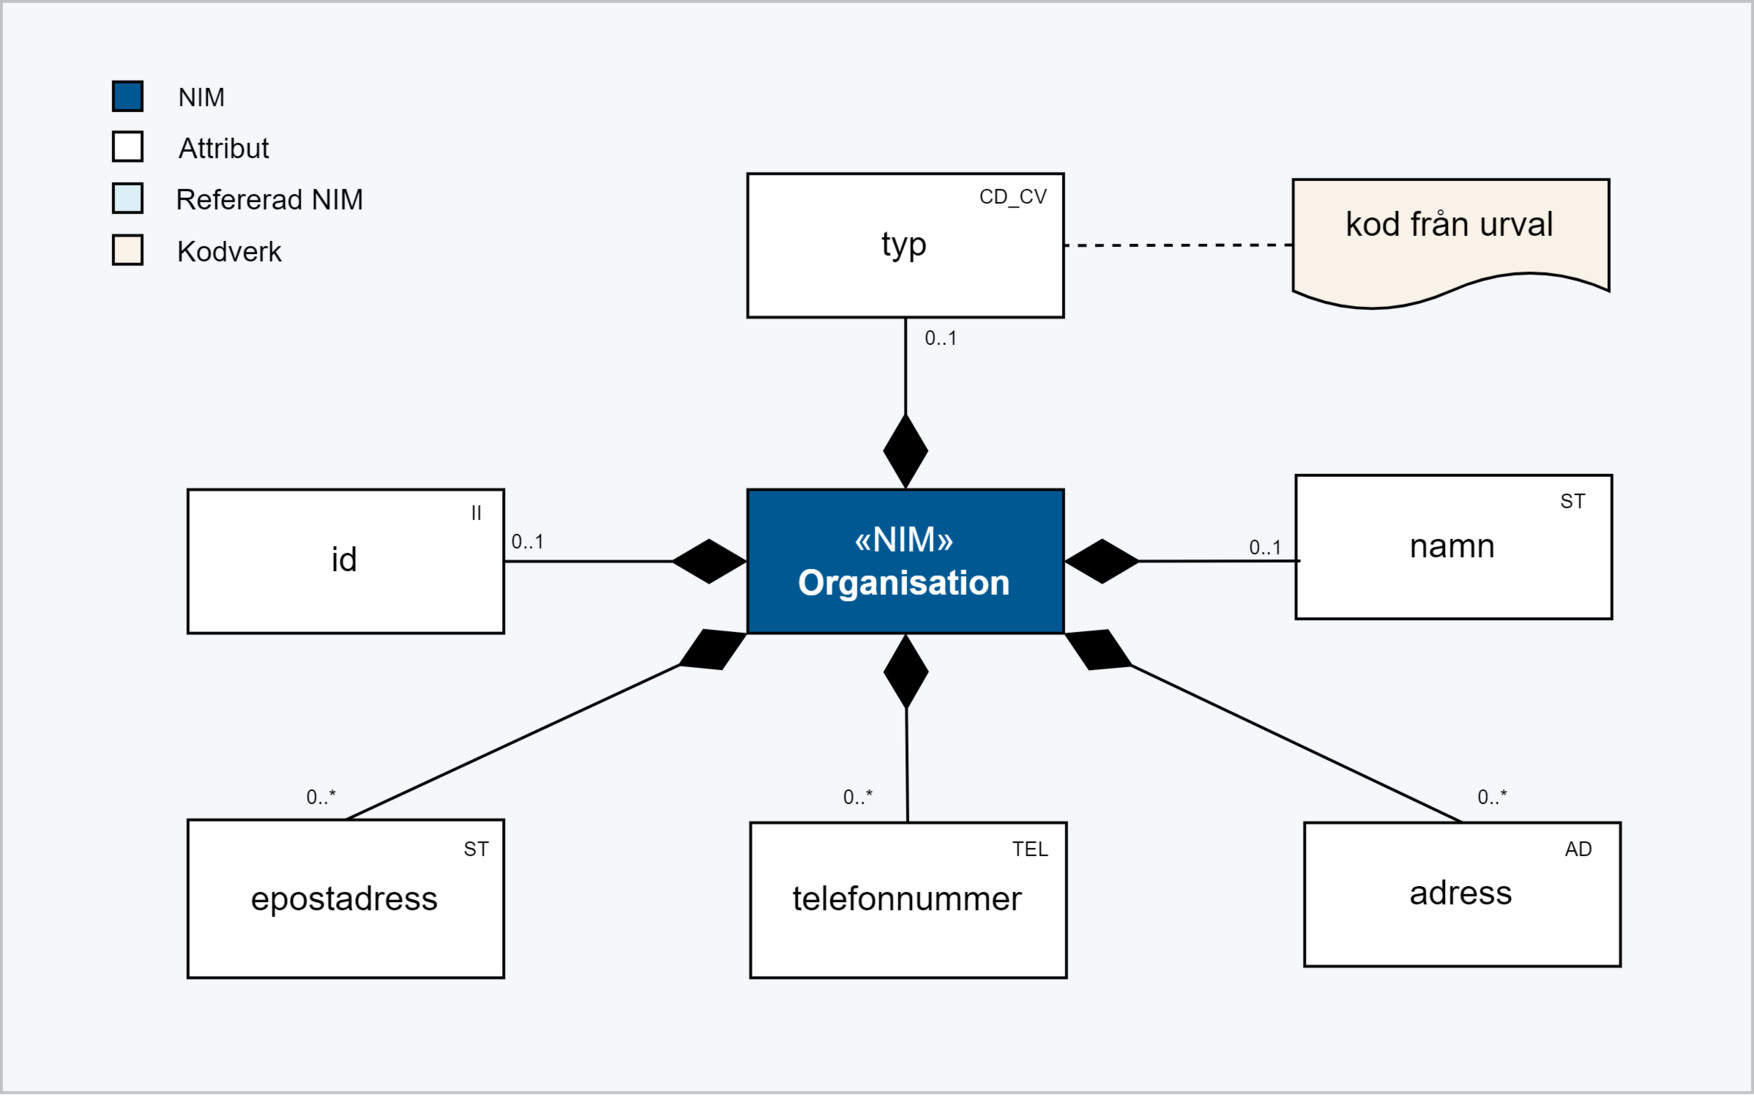 NIM
Attribut
Refererad NIM
Kodverk
CD_CV
typ
kod från urval
0..1
II
id
0..1
«NIM»
Organisation
0..1
ST
namn
0..*
0..*
0..*
ST
epostadress
TEL
telefonnummer
AD
adress